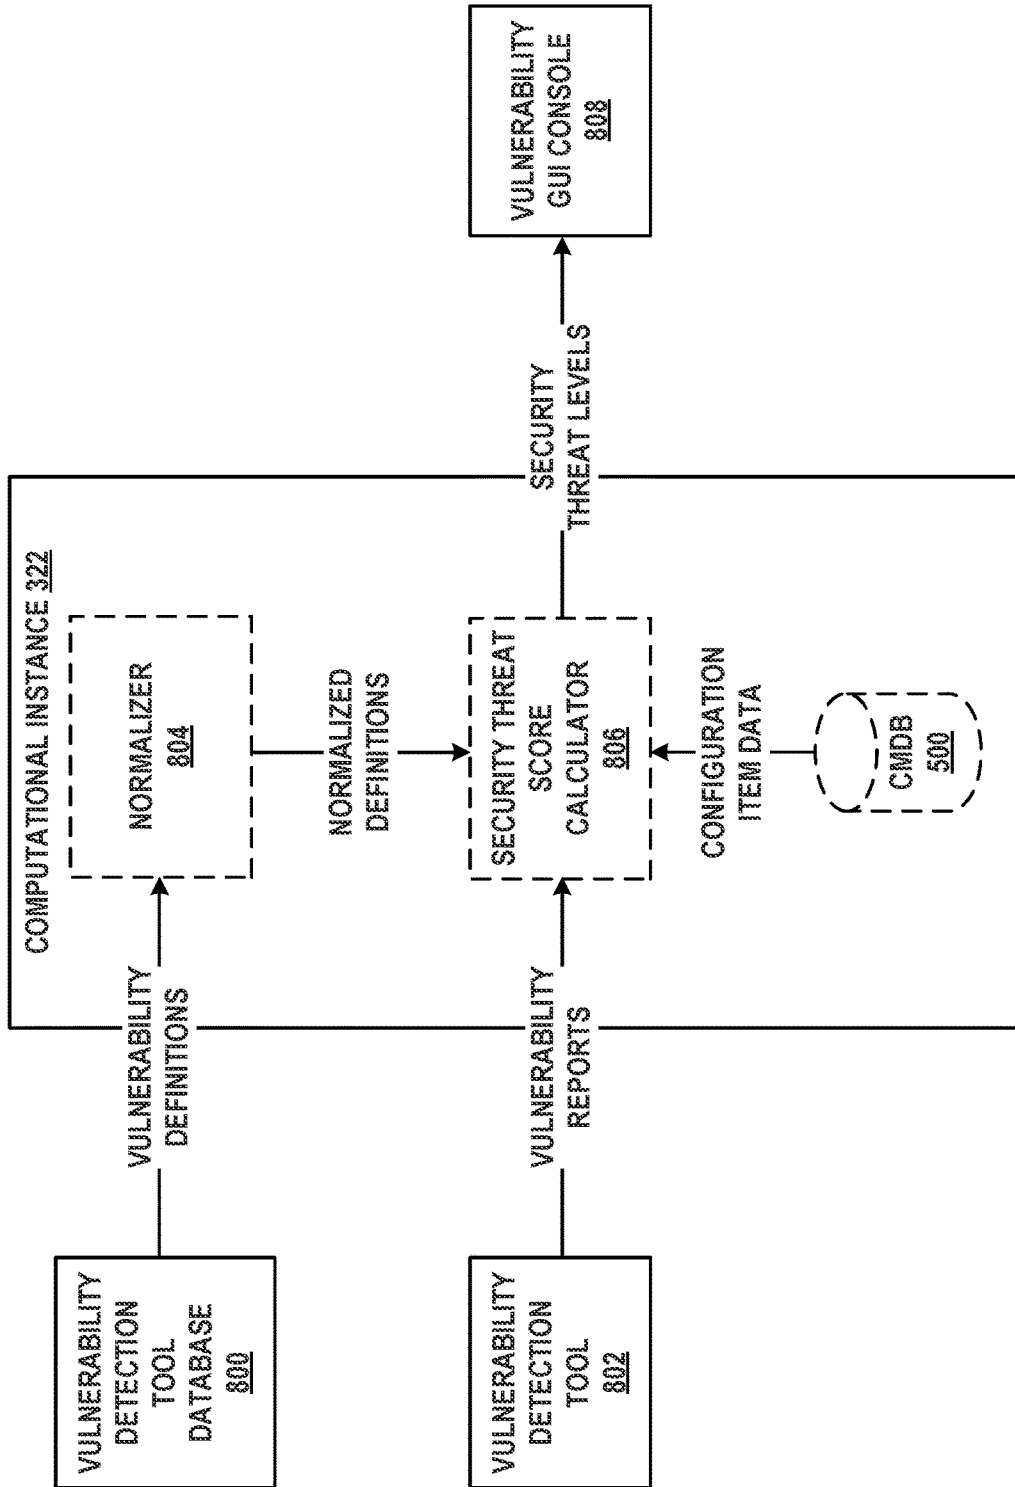 COMPUTATIONAL INSTANCE 322
VULNERABILITY
DETECTION
TOOL
DATABASE
800
VULNERABILITY
DEFINITIONS
NORMALIZER
804
NORMALIZED
DEFINITIONS
VULNERABILITY
DETECTION
TOOL
802
VULNERABILITY
REPORTS
SECURITY THREAT
SCORE
CALCULATOR
806
SECURITY
THREAT LEVELS
VULNERABILITY
GUI CONSOLE
808
CONFIGURATION
ITEM DATA
CMDB
500